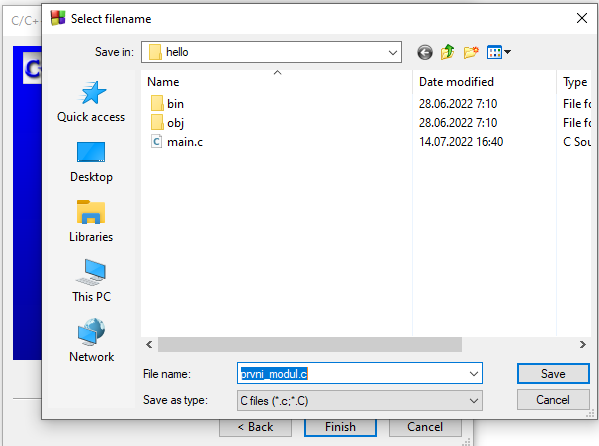 C/C+
Select filename
Save in:
hello
Name
Date modified
Type
bin
28.06.2022 7:10
File fo
obj
28.06.2022 7:10
File fo
main.c
14.07.2022 16:40
C Sou
Quick access
Desktop
Libraries
This PC
Network
File name:
prvni_modul.c
Save
Save as type:
C files (*.c;*.C)
Cancel
C
< Back
Finish
Cancel